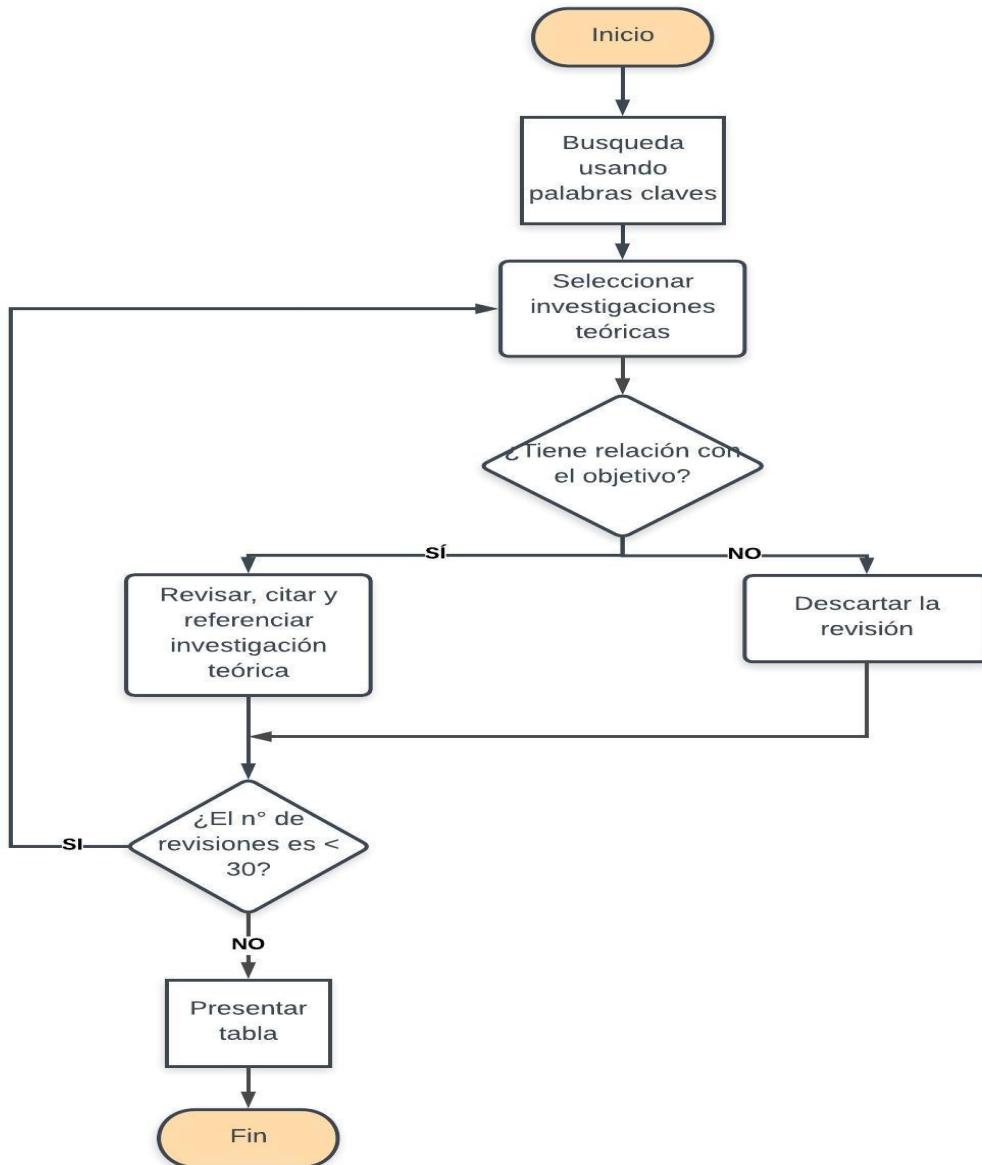 Inicio
Busqueda
usando
palabras claves
Seleccionar
investigaciones
teóricas
¿Tiene relación con
el objetivo?
SÍ
NO
Revisar, citar y
referenciar
investigación
teórica
Descartar la
revisión
¿El n° de
revisiones es <
30?
SI
NO
Presentar
tabla
Fin